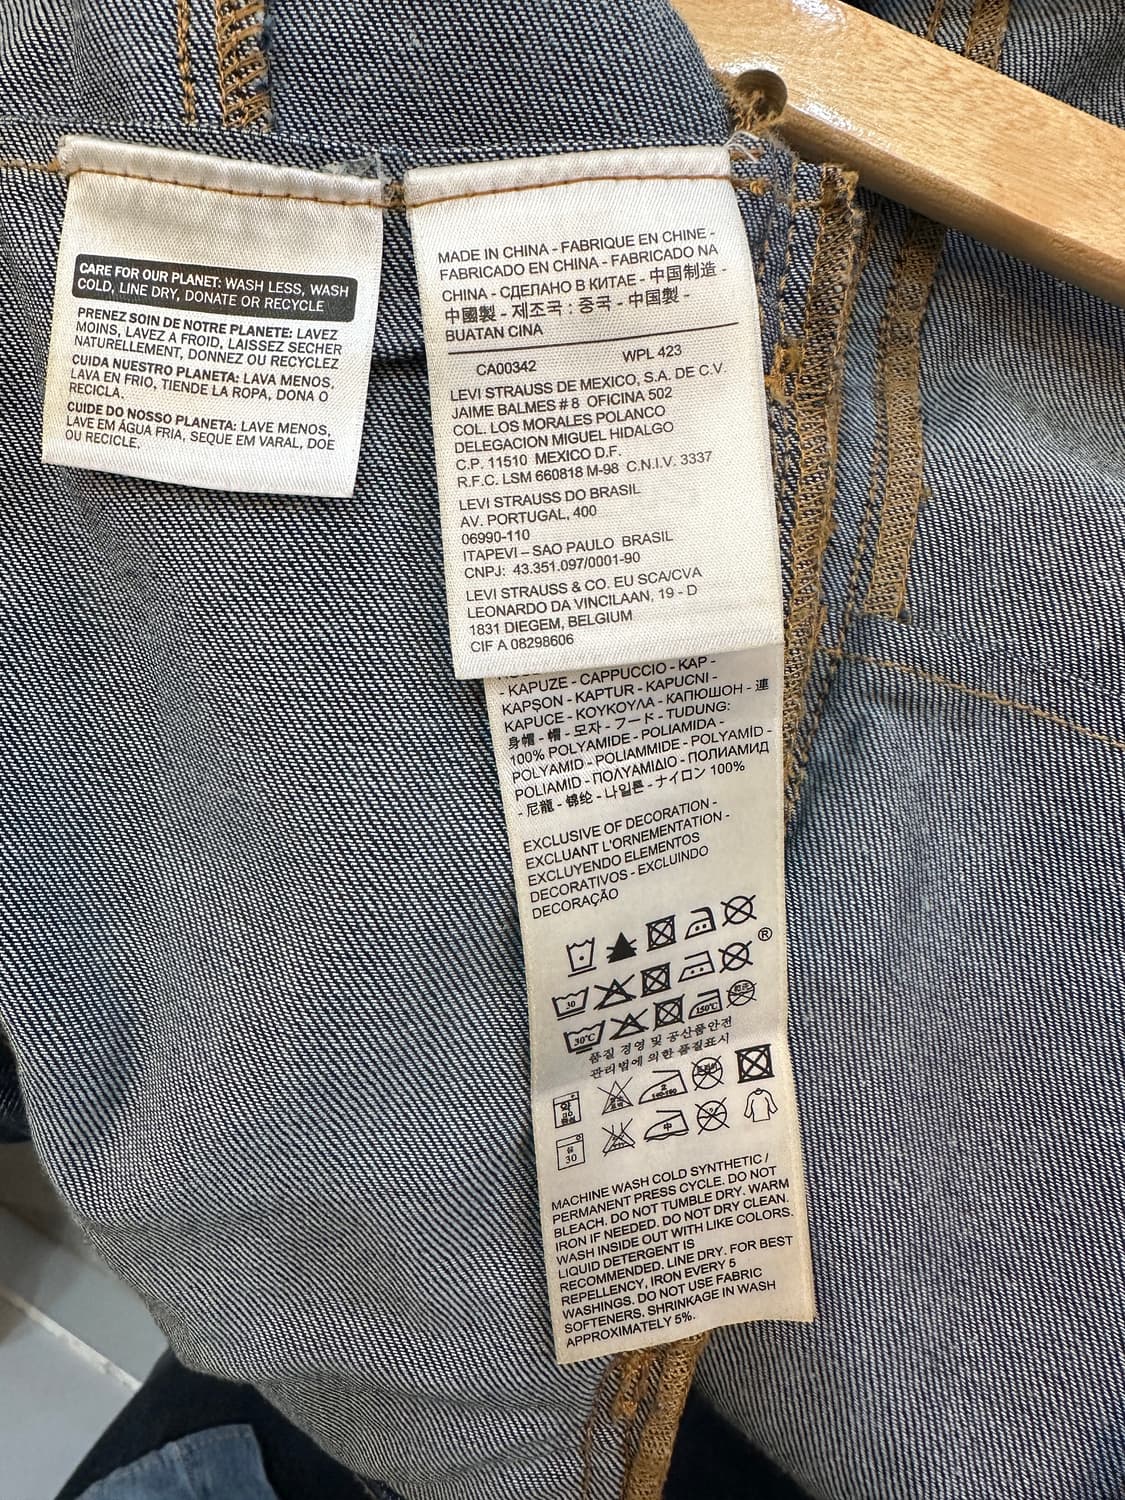 CARE FOR OUR PLANET: WASH LESS, WASH
COLD, LINE DRY, DONATE OR RECYCLE
PRENEZ SOIN DE NOTRE PLANETE: LAVEZ
MOINS, LAVEZ À FROID, LAISSEZ SECHER
NATURELLEMENT, DONNEZ OU RECYCLEZ
CUIDA NUESTRO PLANETA: LAVA MENOS,
LAVA EN FRIO, TIENDE LA ROPA, DONA O
RECICLA.
CUIDE DO NOSSO PLANETA: LAVE MENOS,
LAVE EM ÁGUA FRIA, SEQUE EM VARAL, DOE
OU RECICLE.
MADE IN CHINA - FABRIQUE EN CHINE -
FABRICADO EN CHINA - FABRICADO NA
CHINA - СДЕЛАНО В КИТАЕ - 中国制造 -
中國製 - 제조국 : 중국 - 中国製 -
BUATAN CINA
CA00342 WPL 423
LEVI STRAUSS DE MEXICO, S.A. DE C.V.
JAIME BALMES # 8 OFICINA 502
COL. LOS MORALES POLANCO
DELEGACION MIGUEL HIDALGO
C.P. 11510 MEXICO D.F.
R.F.C. LSM 660818 M-98 C.N.I.V. 3337
LEVI STRAUSS DO BRASIL
AV. PORTUGAL, 400
06990-110
ITAPEVI – SAO PAULO BRASIL
CNPJ: 43.351.097/0001-90
LEVI STRAUSS & CO. EU SCA/CVA
LEONARDO DA VINCILAAN, 19 - D
1831 DIEGEM, BELGIUM
CIF A 08298606
- KAPUZE - CAPPUCCIO - KAP -
KAPŞON - KAPTUR - KAPUCNI -
KAPUCE - ΚΟΥΚΟΥΛΑ - КАПЮШОН - 連
身帽 - 帽 - 모자 - フード - TUDUNG:
100% POLYAMIDE - POLIAMIDA -
POLYAMID - POLIAMMIDE - POLYAMİD -
POLIAMID - ΠΟΛΥΑΜΙΔΙΟ - ПОЛИАМИД
- 尼龍 - 锦纶 - 나일론 - ナイロン 100%
EXCLUSIVE OF DECORATION -
EXCLUANT L'ORNEMENTATION -
EXCLUYENDO ELEMENTOS
DECORATIVOS - EXCLUINDO
DECORAÇÃO
®
30
30°C 150°C
품질 경영 및 공산품안전
관리법에 의한 품질표시
30 中
MACHINE WASH COLD SYNTHETIC /
PERMANENT PRESS CYCLE. DO NOT
BLEACH. DO NOT TUMBLE DRY. WARM
IRON IF NEEDED. DO NOT DRY CLEAN.
WASH INSIDE OUT WITH LIKE COLORS.
LIQUID DETERGENT IS
RECOMMENDED. LINE DRY. FOR BEST
REPELLENCY, IRON EVERY 5
WASHINGS. DO NOT USE FABRIC
SOFTENERS. SHRINKAGE IN WASH
APPROXIMATELY 5%.